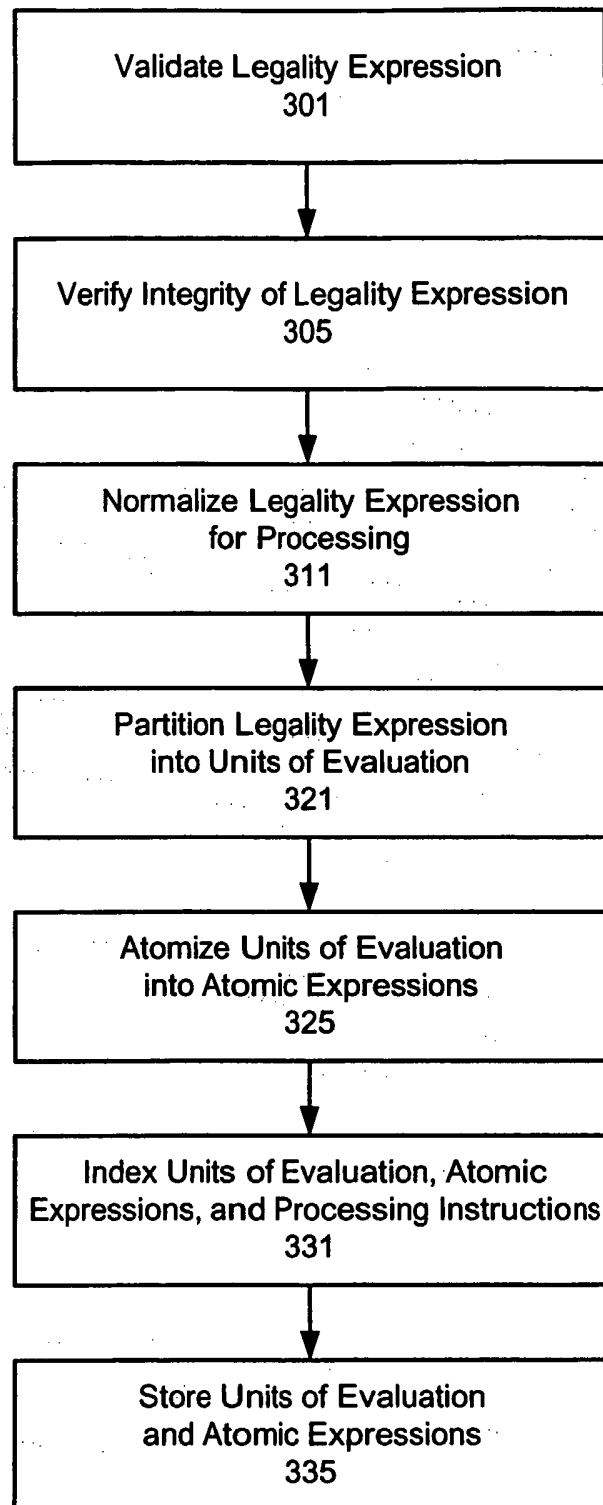 Validate Legality Expression
301
Verify Integrity of Legality Expression
305
Normalize Legality Expression
for Processing
311
Partition Legality Expression
into Units of Evaluation
321
Atomize Units of Evaluation
into Atomic Expressions
325
Index Units of Evaluation, Atomic
Expressions, and Processing Instructions
331
Store Units of Evaluation
and Atomic Expressions
335